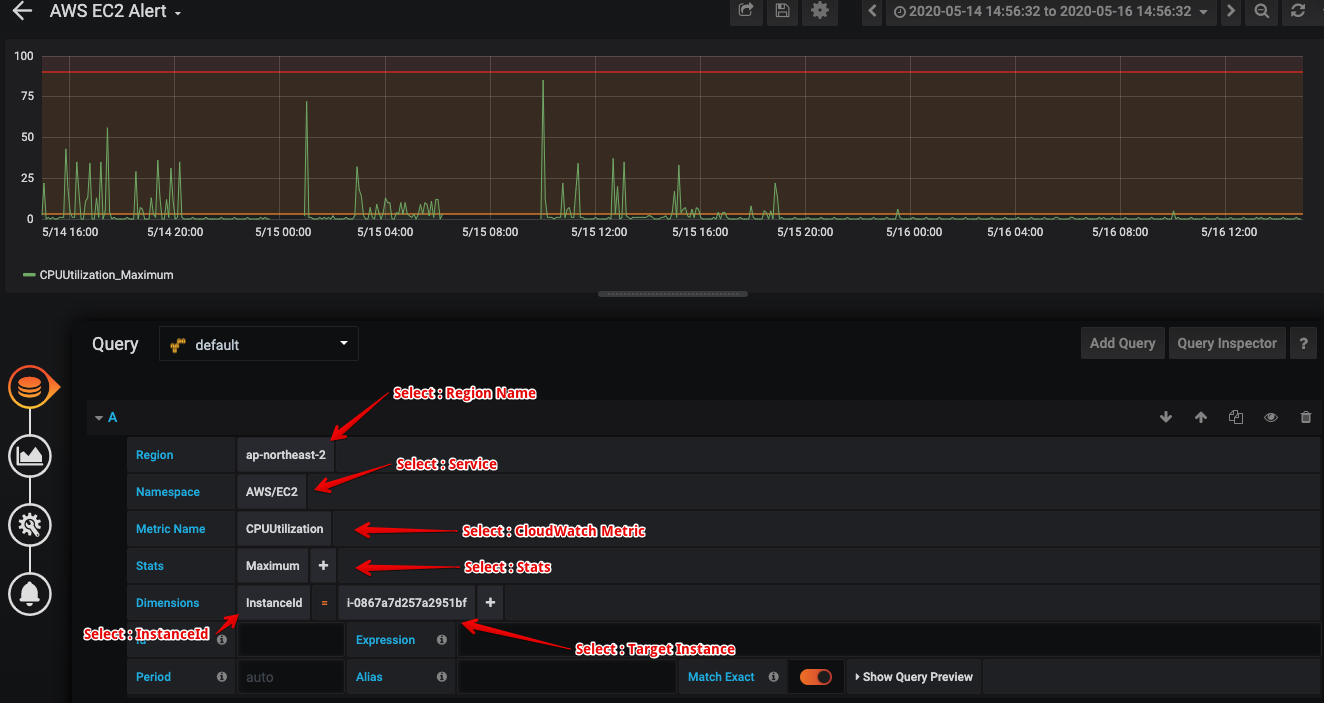 AWS EC2 Alert
2020-05-14 14:56:32 to 2020-05-16 14:56:32
100
75
50
25
0
5/14 16:00 5/14 20:00 5/15 00:00 5/15 04:00 5/15 08:00 5/15 12:00 5/15 16:00 5/15 20:00 5/16 00:00 5/16 04:00 5/16 08:00 5/16 12:00
CPUUtilization_Maximum
Query default Add Query Query Inspector ?
Select : Region Name
A
Region ap-northeast-2
Select : Service
Namespace AWS/EC2
Metric Name CPUUtilization
Select : CloudWatch Metric
Stats Maximum +
Select : Stats
Dimensions InstanceId = i-0867a7d257a2951bf +
Select : InstanceId
Expression
Select : Target Instance
Period auto Alias Match Exact Show Query Preview